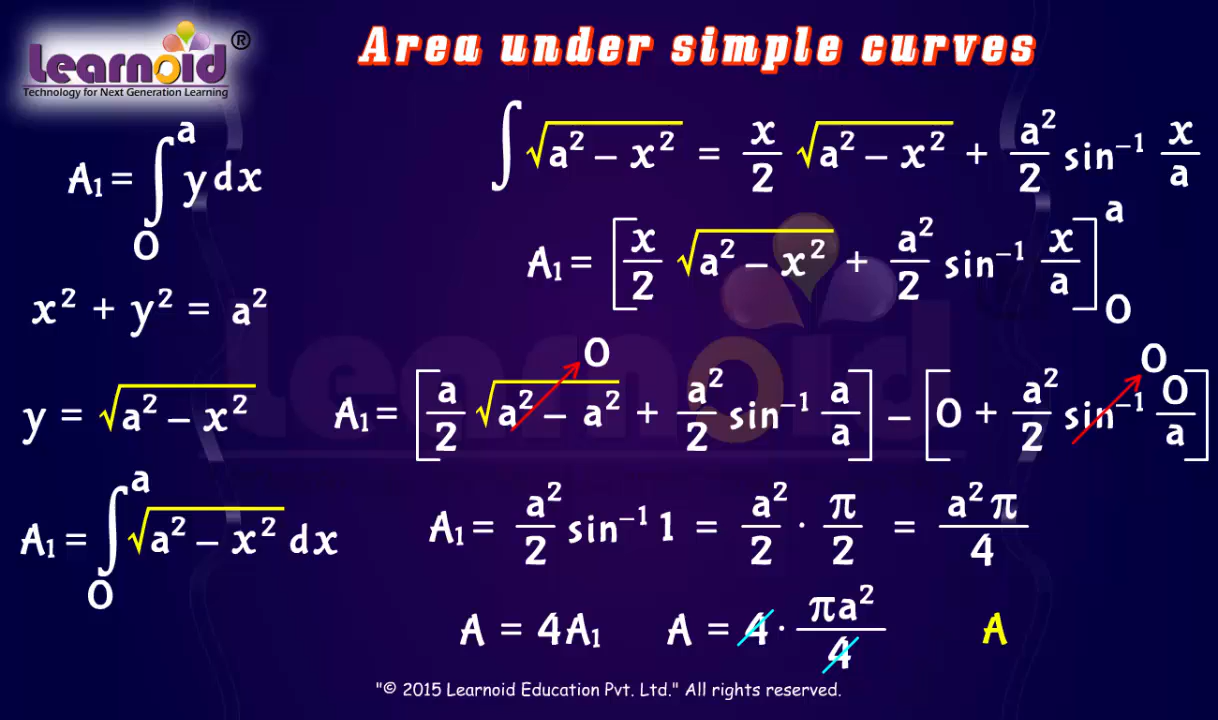 Learnoid®
Technology for Next Generation Learning
Area under simple curves
A₁ = ∫₀ᵃ y dx
x² + y² = a²
y = √(a² – x²)
A₁ = ∫₀ᵃ √(a² – x²) dx
∫ √(a² – x²) = x/2 √(a² – x²) + a²/2 sin⁻¹ x/a
A₁ = [x/2 √(a² – x²) + a²/2 sin⁻¹ x/a]₀ᵃ
0 0
A₁ = [a/2 √(a² – a²) + a²/2 sin⁻¹ a/a] – [0 + a²/2 sin⁻¹ 0/a]
A₁ = a²/2 sin⁻¹ 1 = a²/2 · π/2 = a²π/4
A = 4A₁ A = 4 · πa²/4 A
"© 2015 Learnoid Education Pvt. Ltd." All rights reserved.
Learnoid